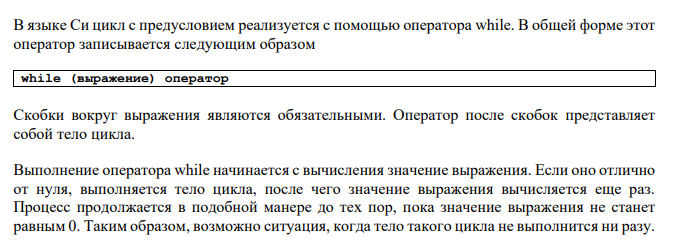 В языке Си цикл с предусловием реализуется с помощью оператора while. В общей форме этот
оператор записывается следующим образом
while (выражение) оператор
Скобки вокруг выражения являются обязательными. Оператор после скобок представляет
собой тело цикла.
Выполнение оператора while начинается с вычисления значение выражения. Если оно отлично
от нуля, выполняется тело цикла, после чего значение выражения вычисляется еще раз.
Процесс продолжается в подобной манере до тех пор, пока значение выражения не станет
равным 0. Таким образом, возможно ситуация, когда тело такого цикла не выполнится ни разу.